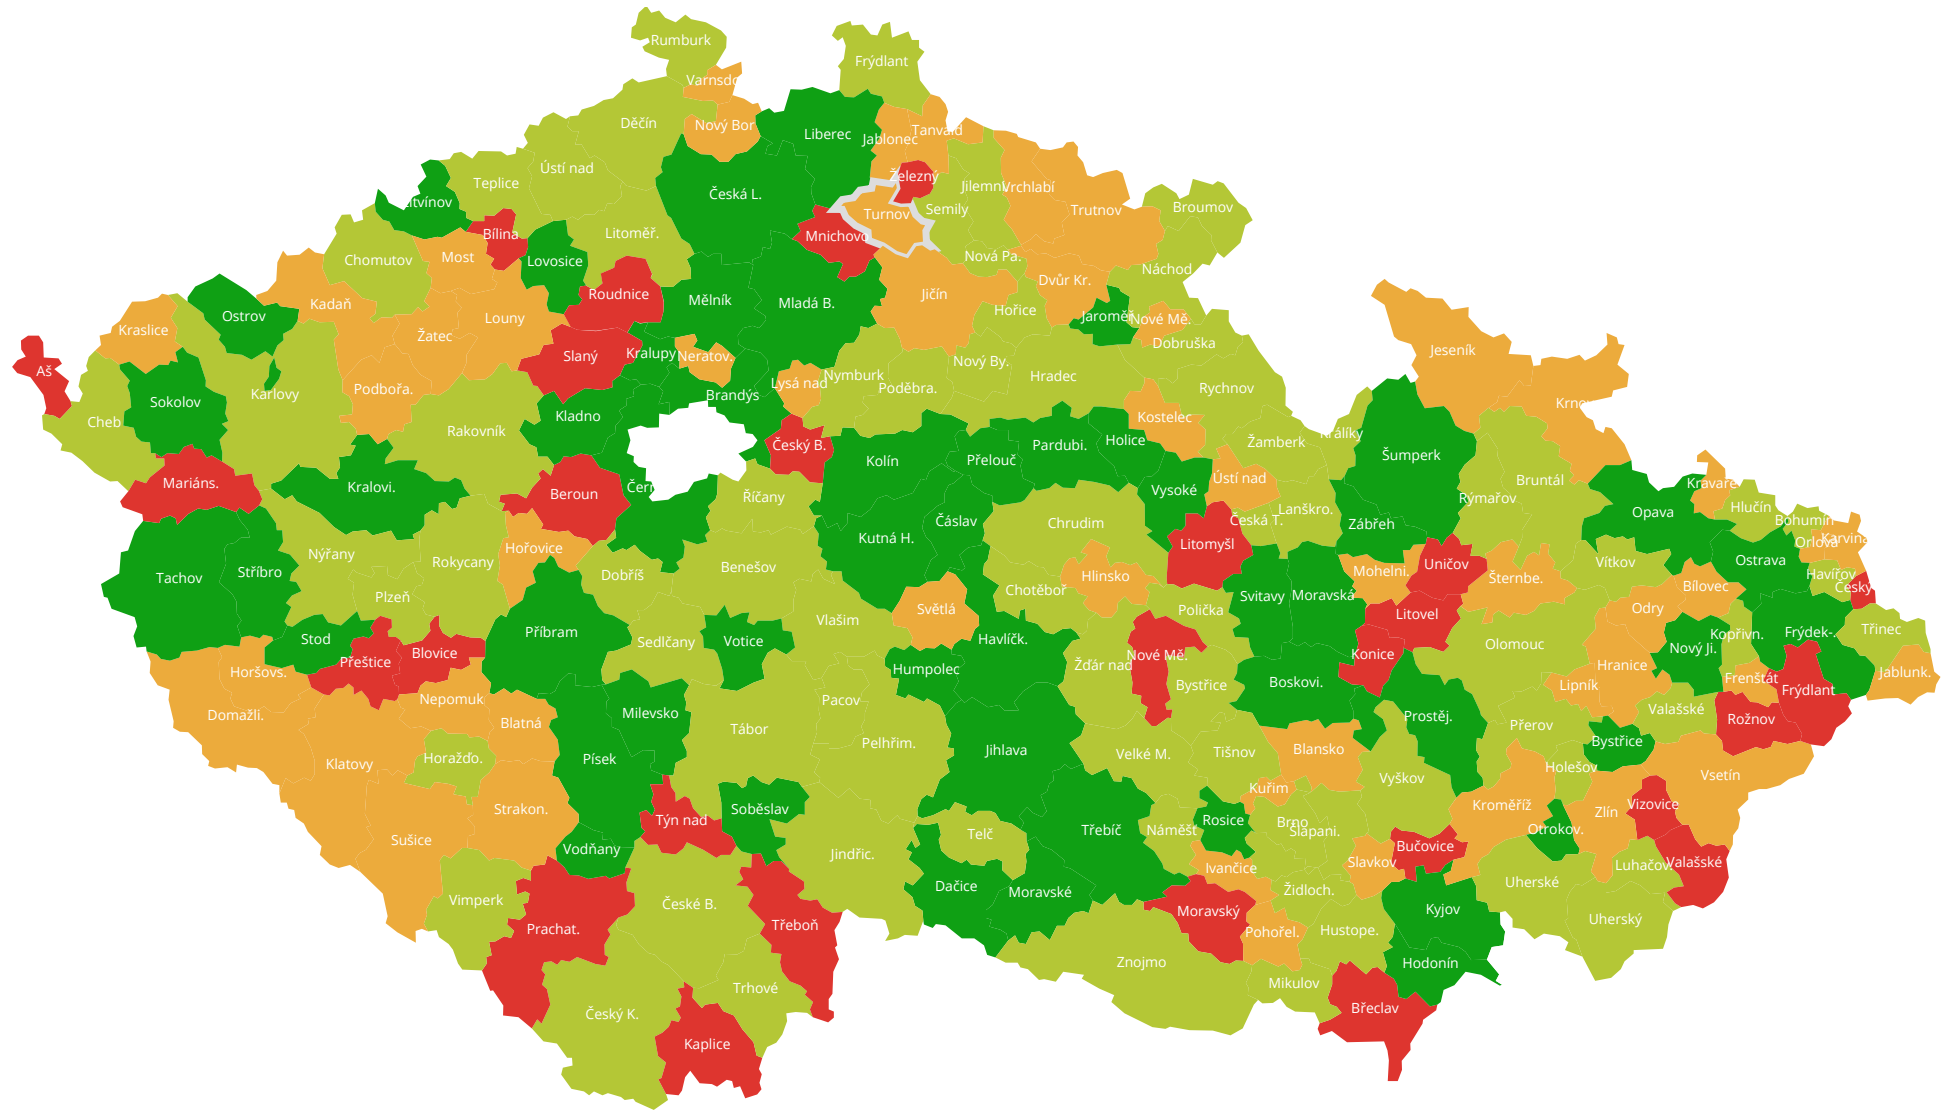 Rumburk
Frýdlant
Varnsdo
Děčín
Nový Bor
Liberec
Jablonec
Tanvald
Ústí nad
Teplice
Železný
Jilemni
Vrchlabí
Česká L.
Litvínov
Turnov
Semily
Trutnov
Broumov
Bílina
Litoměř.
Mnichovo
Chomutov
Most
Lovosice
Nová Pa.
Náchod
Roudnice
Mělník
Mladá B.
Jičín
Dvůr Kr.
Kadaň
Ostrov
Louny
Hořice
Jaroměř
Nové Mě.
Kraslice
Žatec
Slaný
Kralupy
Neratov.
Dobruška
Jeseník
Aš
Nový By.
Hradec
Nymburk
Lysá nad
Poděbra.
Rychnov
Podbořa.
Karlovy
Brandýs
Sokolov
Krnov
Kladno
Kostelec
Cheb
Rakovník
Český B.
Pardubi.
Holice
Žamberk
Králíky
Šumperk
Kolín
Přelouč
Mariáns.
Kralovi.
Beroun
Čern
Říčany
Vysoké
Ústí nad
Bruntál
Rýmařov
Kravaře
Hlučín
Opava
Lanškro.
Česká T.
Zábřeh
Bohumín
Čáslav
Chrudim
Kutná H.
Litomyšl
Orlová
Karviná
Hořovice
Nýřany
Rokycany
Ostrava
Vítkov
Uničov
Benešov
Dobříš
Stříbro
Tachov
Hlinsko
Mohelni.
Šternbe.
Havířov
Český
Bílovec
Chotěboř
Svitavy
Moravská
Plzeň
Světlá
Polička
Odry
Litovel
Vlašim
Příbram
Votice
Sedlčany
Havlíčk.
Stod
Třinec
Frýdek-.
Kopřivn.
Olomouc
Nový Ji.
Blovice
Přeštice
Konice
Nové Mě.
Žďár nad
Hranice
Humpolec
Horšovs.
Jablunk.
Frenštát
Boskovi.
Bystřice
Lipník
Frýdlant
Nepomuk
Pacov
Milevsko
Domažli.
Blatná
Prostěj.
Valašské
Rožnov
Přerov
Tábor
Pelhřim.
Jihlava
Velké M.
Tišnov
Blansko
Bystřice
Horažďo.
Písek
Klatovy
Holešov
Vsetín
Vyškov
Kuřim
Strakon.
Soběslav
Kroměříž
Vizovice
Zlín
Týn nad
Rosice
Brno
Šlapani.
Telč
Třebíč
Náměšť
Otrokov.
Sušice
Vodňany
Jindřic.
Bučovice
Slavkov
Ivančice
Luhačov.
Valašské
Uherské
Dačice
Moravské
Židloch.
Vimperk
České B.
Moravský
Kyjov
Uherský
Prachat.
Třeboň
Pohořel.
Hustope.
Znojmo
Hodonín
Mikulov
Trhové
Břeclav
Český K.
Kaplice